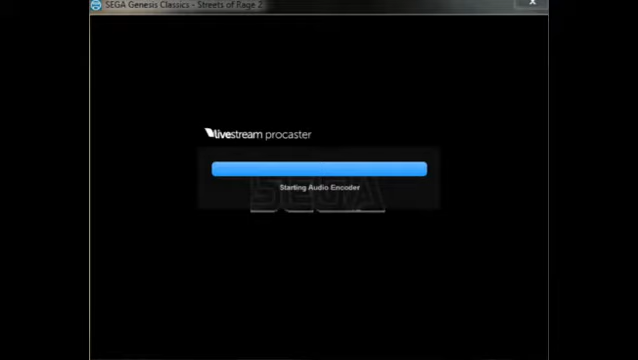 SEGA Genesis Classics - Streets of Rage 2
livestream procaster
Starting Audio Encoder
SEGA